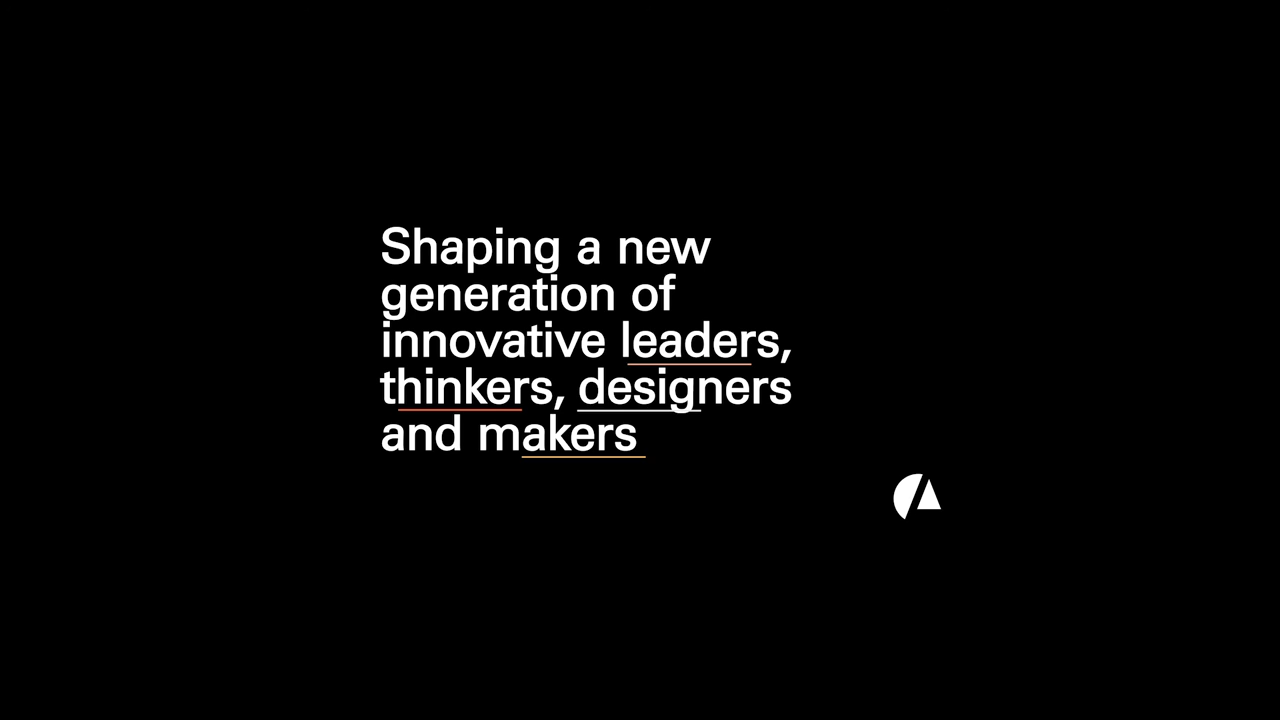 Shaping a new
generation of
innovative leaders,
thinkers, designers
and makers